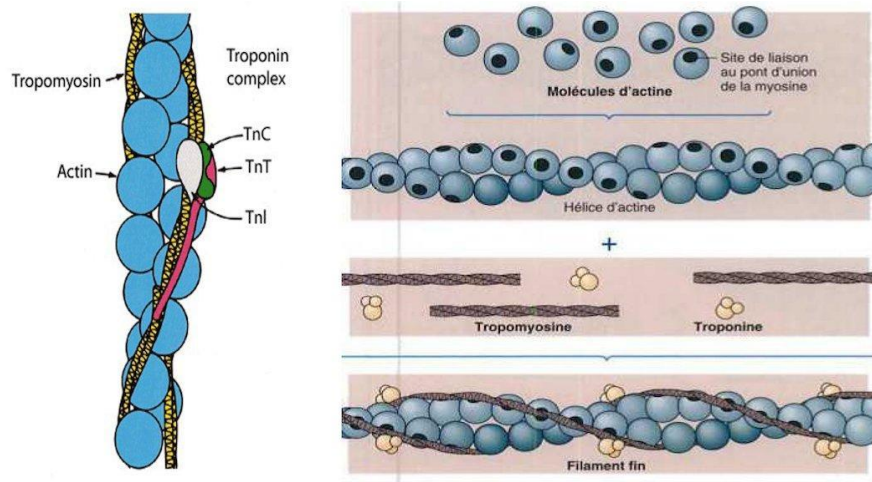 Tropomyosin
Troponin
complex
TnC
TnT
Actin
TnI
Site de liaison
au pont d'union
de la myosine
Molécules d'actine
Hélice d'actine
+
Tropomyosine
Troponine
Filament fin